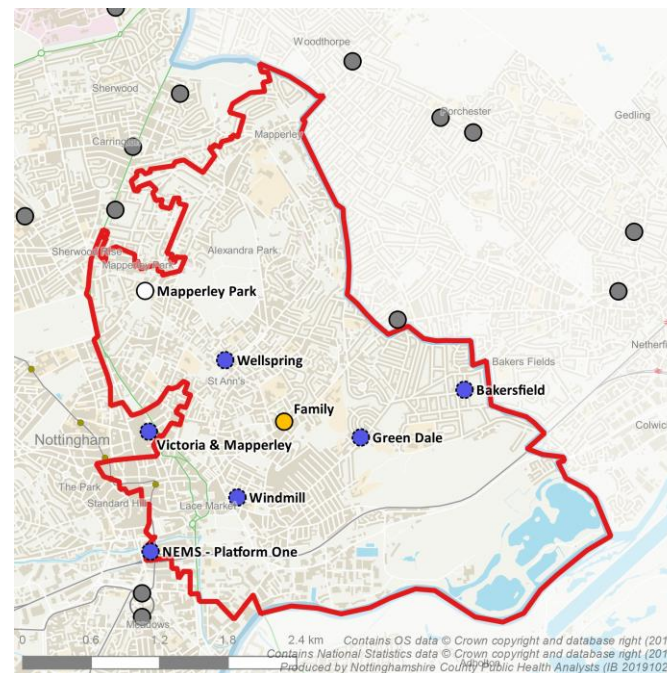 Woodthorpe
Sherwood
Porchester
Gedling
Carrington
Mapperley
Alexandra Park
Sherwood Rise
Mapperley Park
Mapperley Park
Wellspring
St Ann's
Bakers Fields
Netherfi
Bakersfield
Family
Colwic
Nottingham
Victoria & Mapperley
Green Dale
The Park
Standard Hill
Lace Market
Windmill
NEMS - Platform One
Meadows
0 0.6 1.2 1.8 2.4 km
Contains OS data © Crown copyright and database right (201
Contains National Statistics data © Crown copyright and database right (201
Adbolton
Produced by Nottinghamshire County Public Health Analysts (IB 2019102